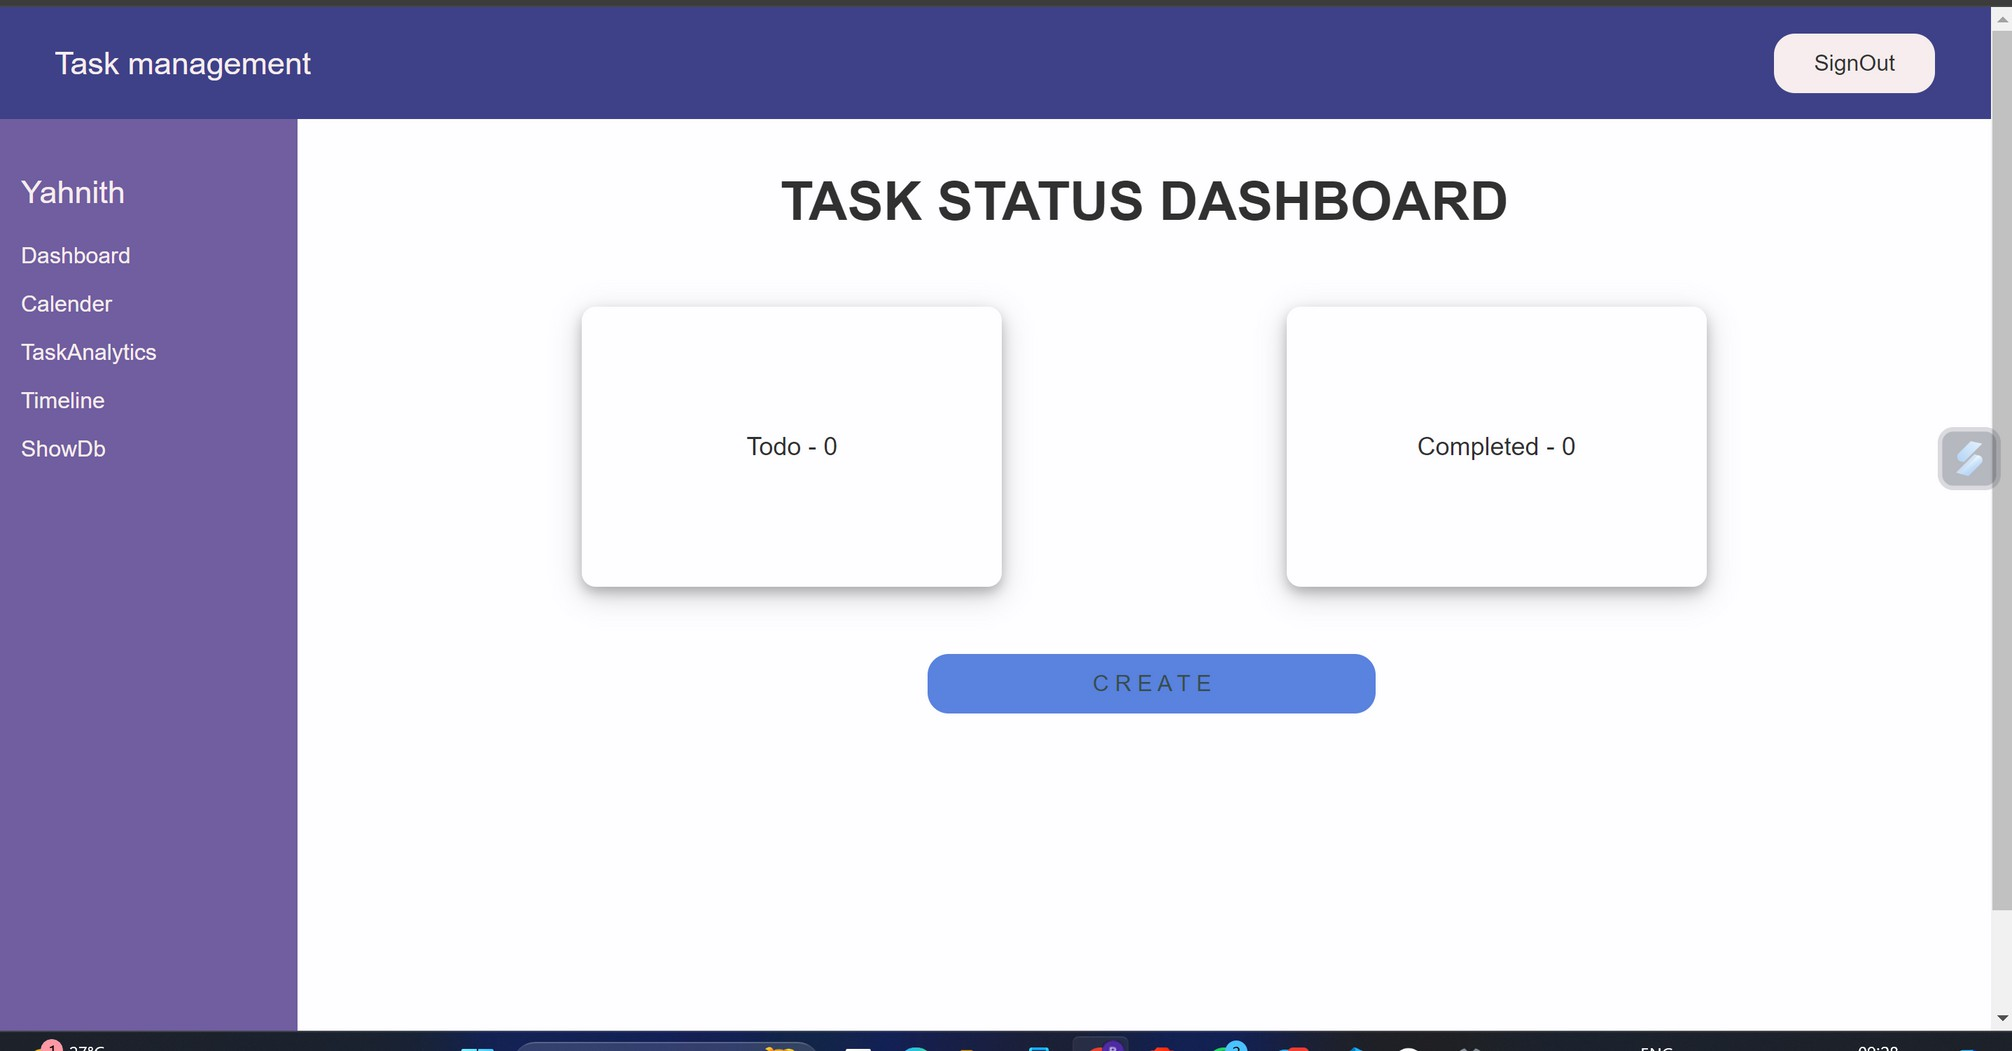 Task management
SignOut
Yahnith
Dashboard
Calender
TaskAnalytics
Timeline
ShowDb
TASK STATUS DASHBOARD
Todo - 0
Completed - 0
CREATE